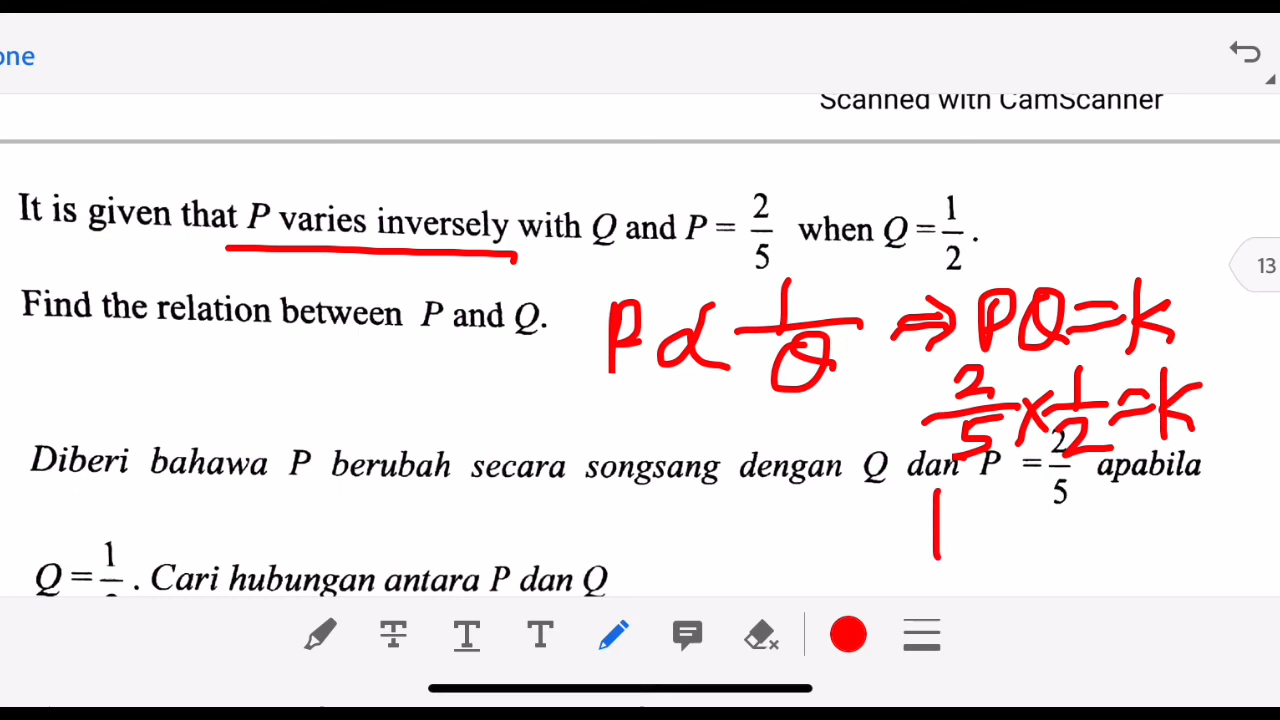 one
Scanned with CamScanner
It is given that P varies inversely with Q and P = 2/5 when Q = 1/2.
13
Find the relation between P and Q.
P ∝ 1/Q ⇒ PQ = k
2/5 × 1/2 = k
Diberi bahawa P berubah secara songsang dengan Q dan P = 2/5 apabila
Q = 1/. Cari hubungan antara P dan Q
T T T